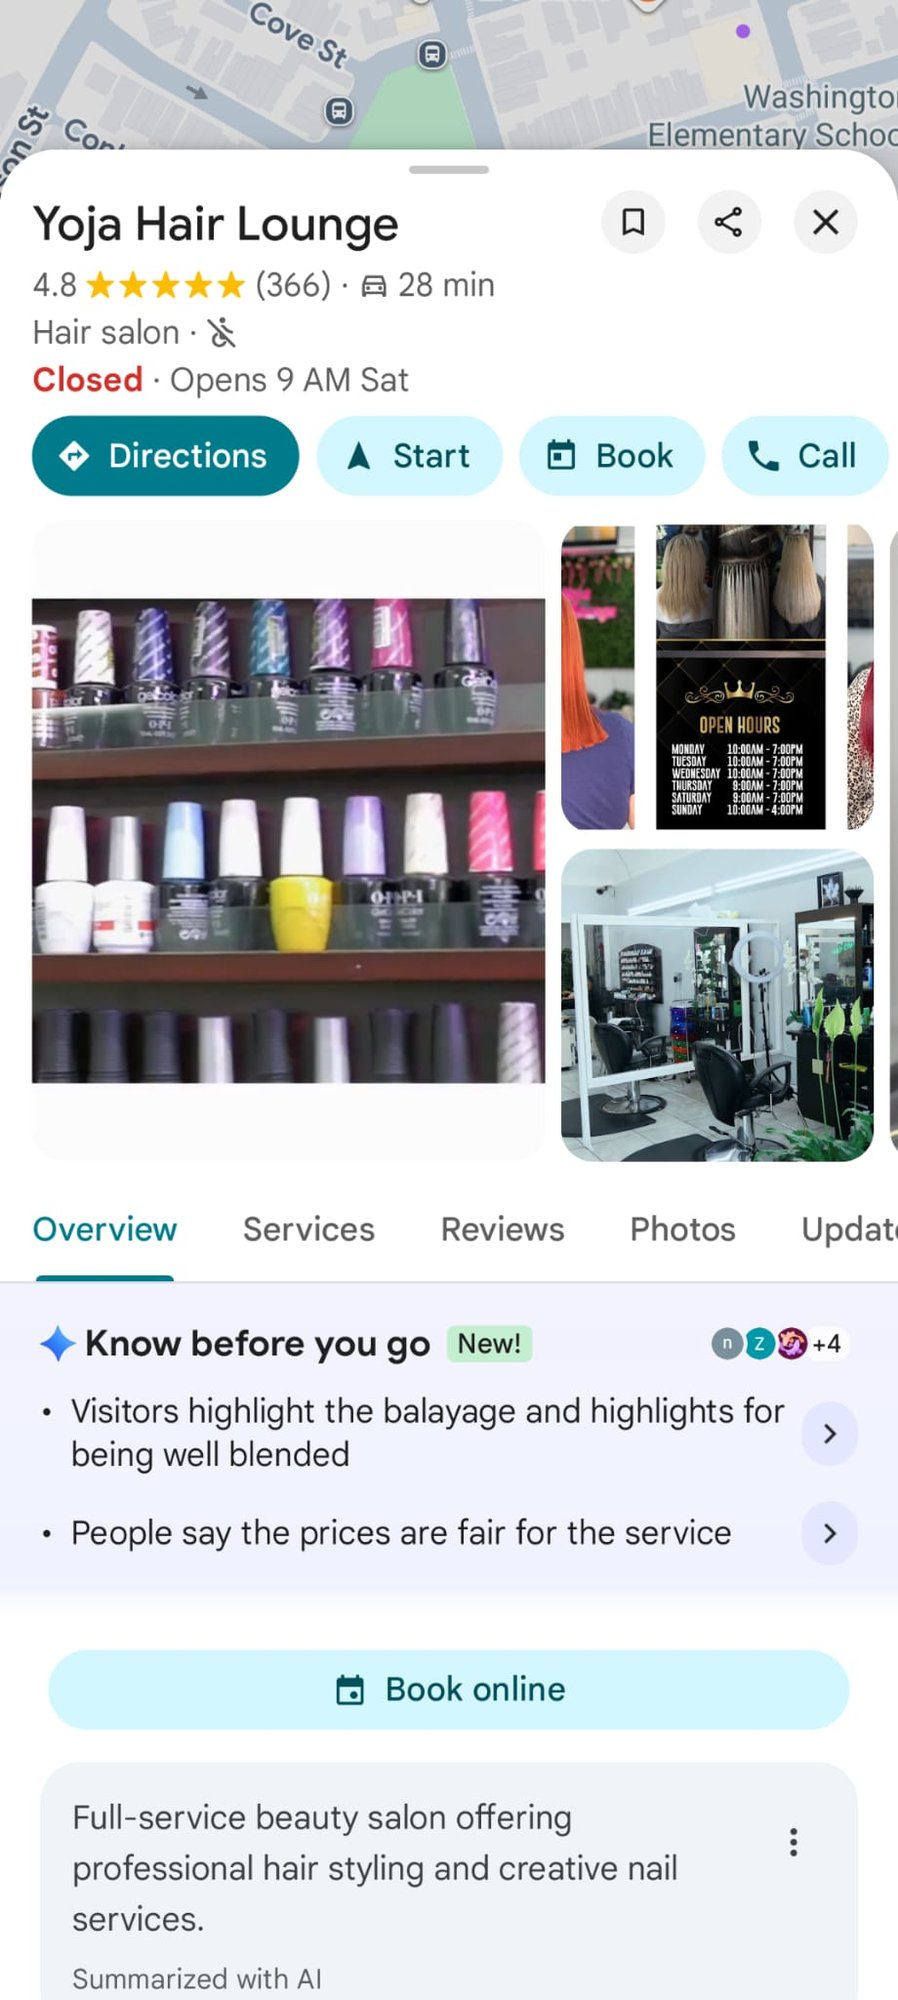 Cove St
Washington
Elementary School
Yoja Hair Lounge
4.8 (366) · 28 min
Hair salon ·
Closed · Opens 9 AM Sat
Directions
Start
Book
Call
OPEN HOURS
MONDAY 10:00AM - 7:00PM
TUESDAY 10:00AM - 7:00PM
WEDNESDAY 10:00AM - 7:00PM
THURSDAY 9:00AM - 7:00PM
SATURDAY 9:00AM - 7:00PM
SUNDAY 10:00AM - 4:00PM
O·P·I
Overview
Services
Reviews
Photos
Update
Know before you go New! n Z +4
• Visitors highlight the balayage and highlights for
being well blended
• People say the prices are fair for the service
Book online
Full-service beauty salon offering
professional hair styling and creative nail
services.
Summarized with AI